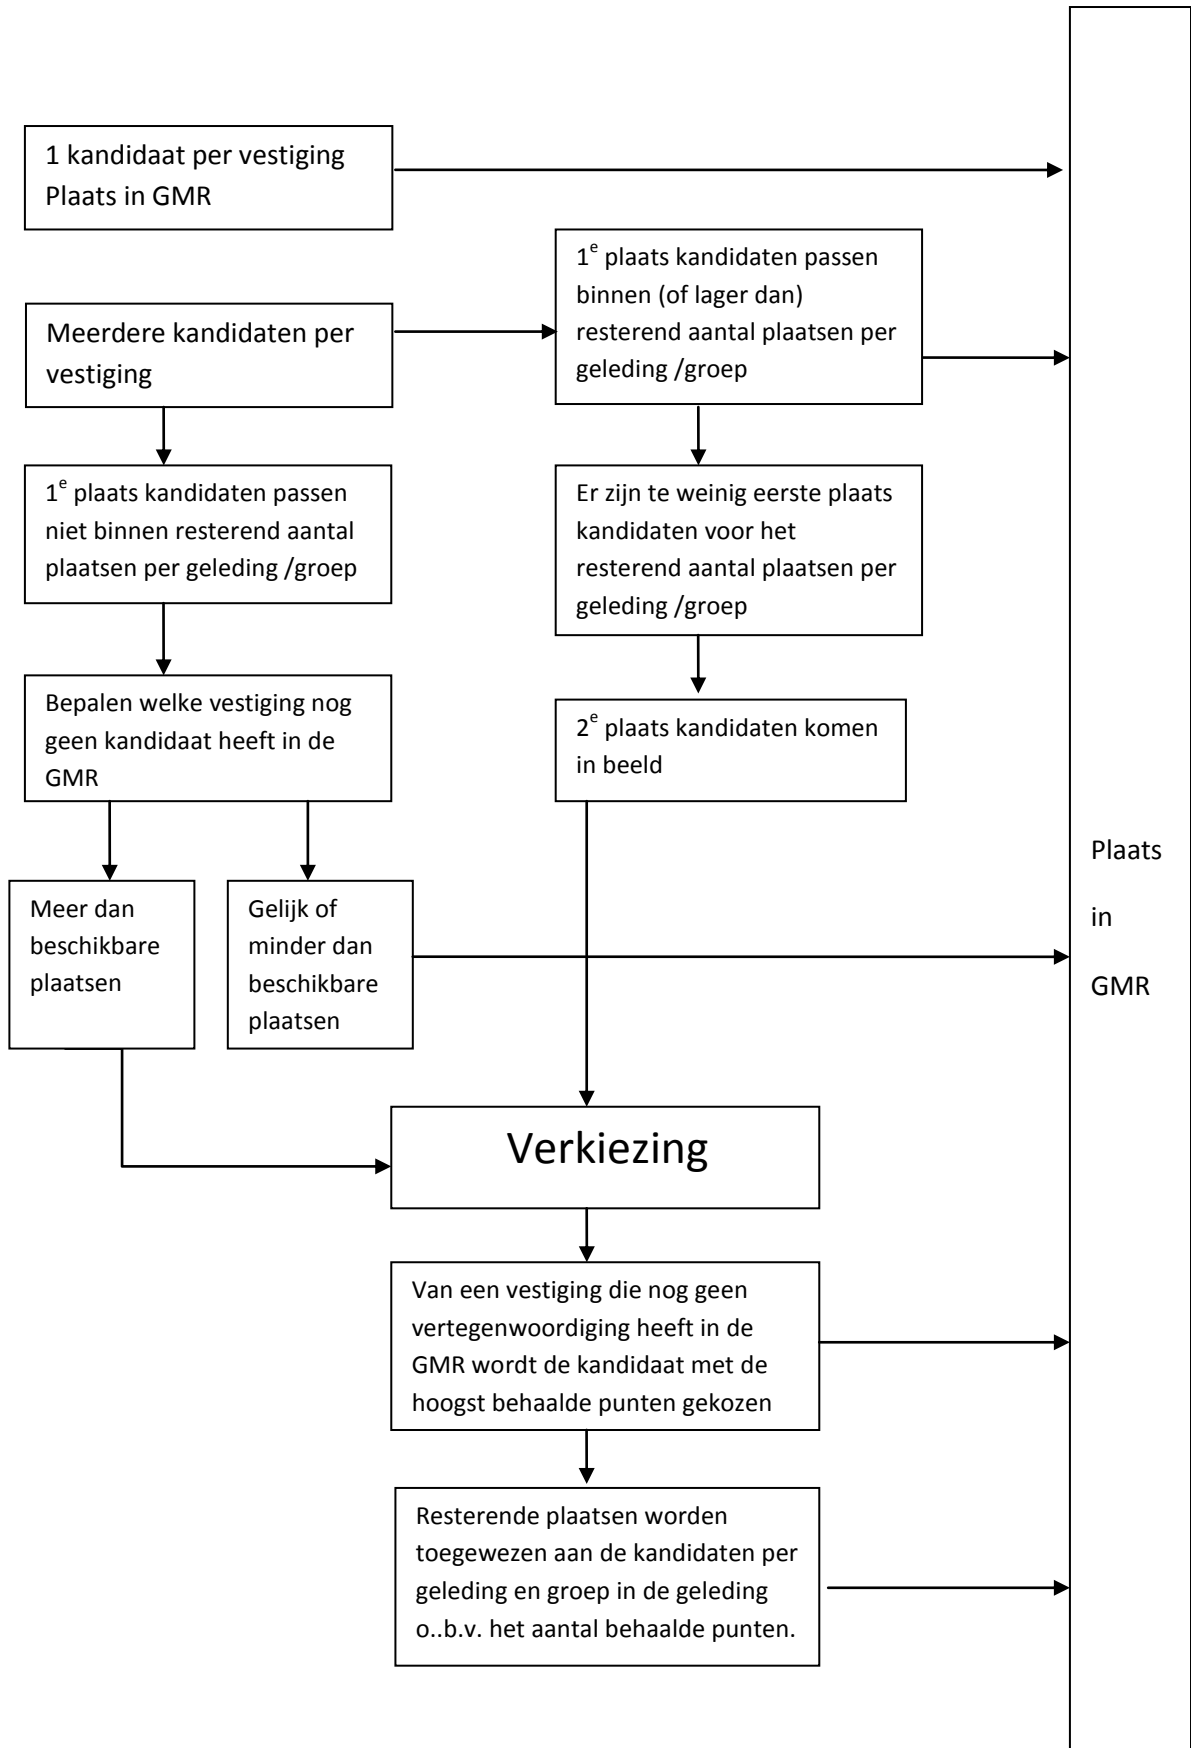 1 kandidaat per vestiging
Plaats in GMR
1e plaats kandidaten passen
binnen (of lager dan)
resterend aantal plaatsen per
geleding /groep
Meerdere kandidaten per
vestiging
1e plaats kandidaten passen
niet binnen resterend aantal
plaatsen per geleding /groep
Er zijn te weinig eerste plaats
kandidaten voor het
resterend aantal plaatsen per
geleding /groep
Bepalen welke vestiging nog
geen kandidaat heeft in de
GMR
2e plaats kandidaten komen
in beeld
Meer dan
beschikbare
plaatsen
Gelijk of
minder dan
beschikbare
plaatsen
Plaats
in
GMR
Verkiezing
Van een vestiging die nog geen
vertegenwoordiging heeft in de
GMR wordt de kandidaat met de
hoogst behaalde punten gekozen
Resterende plaatsen worden
toegewezen aan de kandidaten per
geleding en groep in de geleding
o..b.v. het aantal behaalde punten.